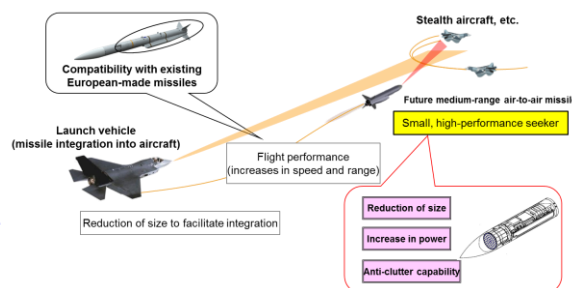 Stealth aircraft, etc.
Compatibility with existing
European-made missiles
Future medium-range air-to-air missil
Launch vehicle
(missile integration into aircraft)
Small, high-performance seeker
Flight performance
(increases in speed and range)
Reduction of size to facilitate integration
Reduction of size
Increase in power
Anti-clutter capability